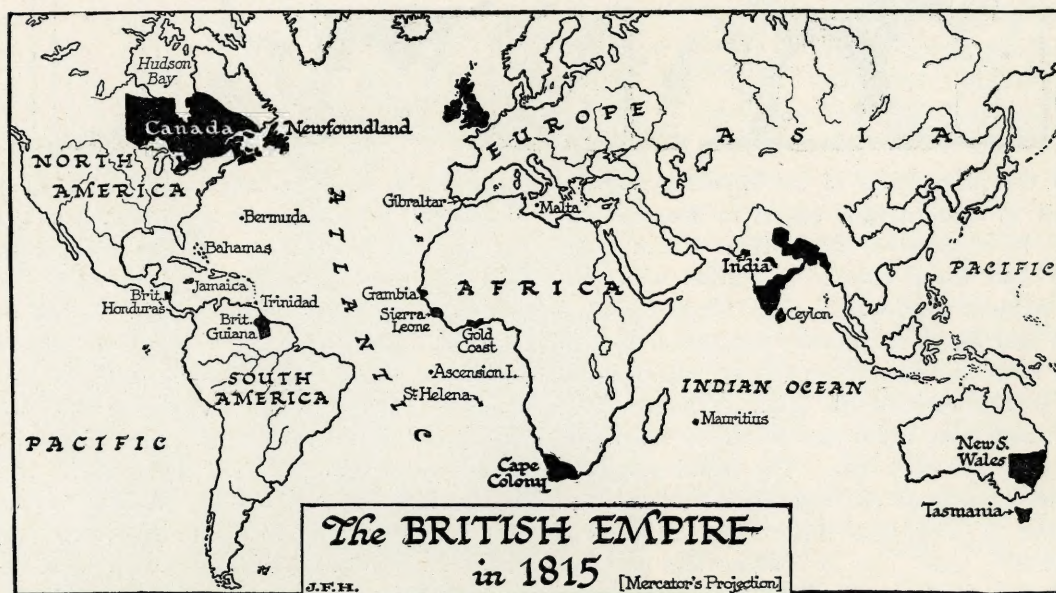 Hudson
Bay
Canada
Newfoundland
NORTH
AMERICA
Bermuda
Bahamas
Jamaica
Brit.
Honduras
Trinidad
Brit.
Guiana
SOUTH
AMERICA
PACIFIC
ATLANTIC
EUROPE
ASIA
Gibraltar
Malta
AFRICA
Gambia
Sierra
Leone
Gold
Coast
Ascension I.
St Helena
Cape
Colony
India
Ceylon
PACIFIC
INDIAN OCEAN
Mauritius
New S.
Wales
Tasmania
The BRITISH EMPIRE
in 1815
[Mercator's Projection]
J.F.H.